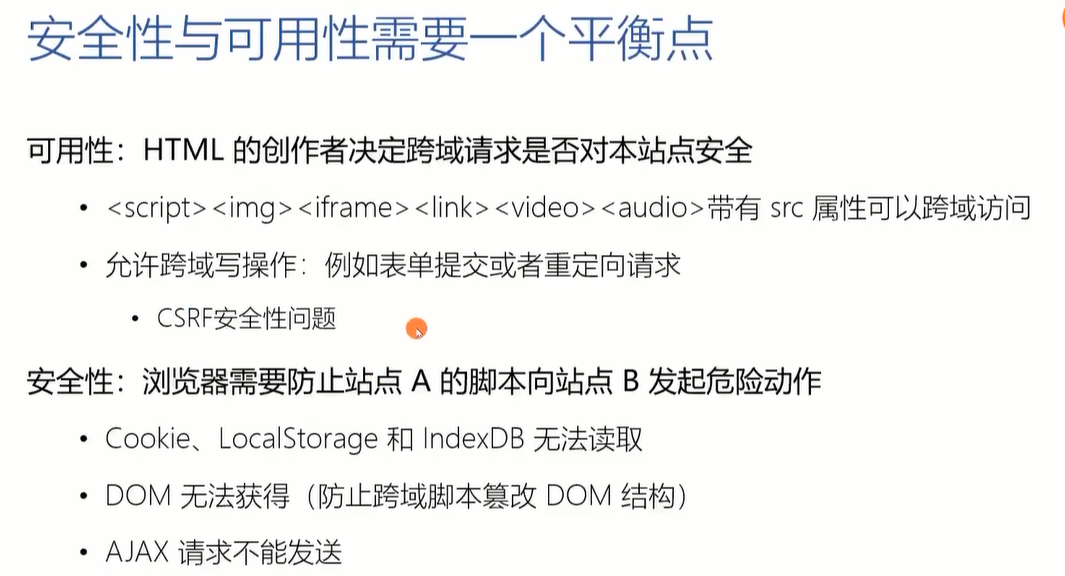 安全性与可用性需要一个平衡点
可用性：HTML 的创作者决定跨域请求是否对本站点安全
• <script><img><iframe><link><video><audio>带有 src 属性可以跨域访问
• 允许跨域写操作：例如表单提交或者重定向请求
• CSRF安全性问题
安全性：浏览器需要防止站点 A 的脚本向站点 B 发起危险动作
• Cookie、LocalStorage 和 IndexDB 无法读取
• DOM 无法获得（防止跨域脚本篡改 DOM 结构）
• AJAX 请求不能发送